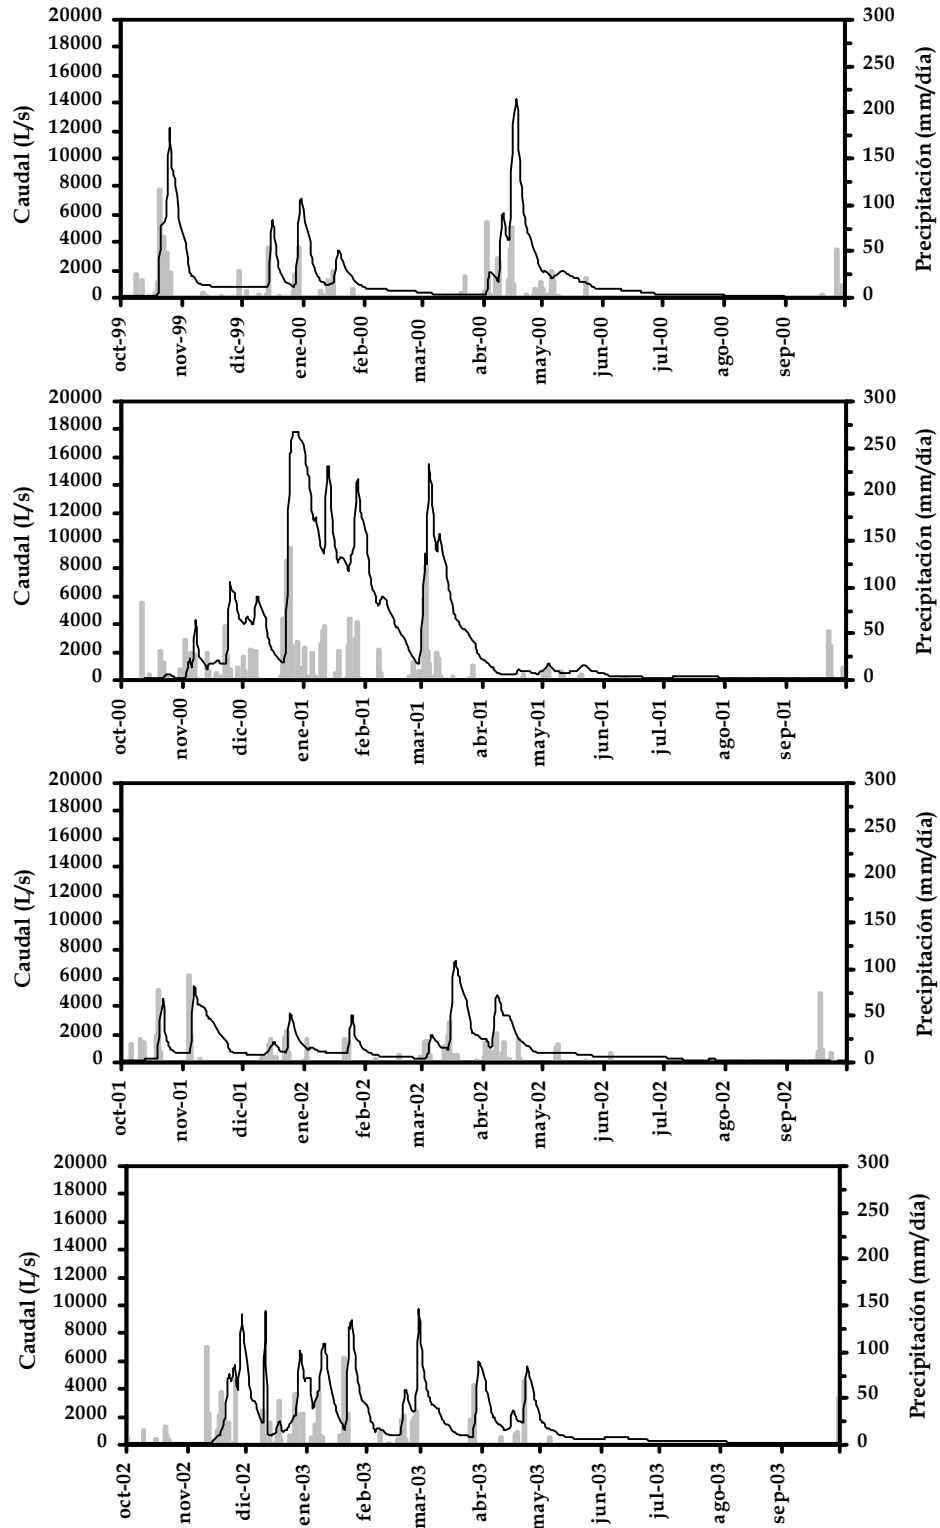 20000
18000
16000
14000
12000
10000
8000
6000
4000
2000
0
Caudal (L/s)
300
250
200
150
100
50
0
Precipitación (mm/día)
oct-99
nov-99
dic-99
ene-00
feb-00
mar-00
abr-00
may-00
jun-00
jul-00
ago-00
sep-00
20000
18000
16000
14000
12000
10000
8000
6000
4000
2000
0
Caudal (L/s)
300
250
200
150
100
50
0
Precipitación (mm/día)
oct-00
nov-00
dic-00
ene-01
feb-01
mar-01
abr-01
may-01
jun-01
jul-01
ago-01
sep-01
20000
18000
16000
14000
12000
10000
8000
6000
4000
2000
0
Caudal (L/s)
300
250
200
150
100
50
0
Precipitación (mm/día)
oct-01
nov-01
dic-01
ene-02
feb-02
mar-02
abr-02
may-02
jun-02
jul-02
ago-02
sep-02
20000
18000
16000
14000
12000
10000
8000
6000
4000
2000
0
Caudal (L/s)
300
250
200
150
100
50
0
Precipitación (mm/día)
oct-02
nov-02
dic-02
ene-03
feb-03
mar-03
abr-03
may-03
jun-03
jul-03
ago-03
sep-03